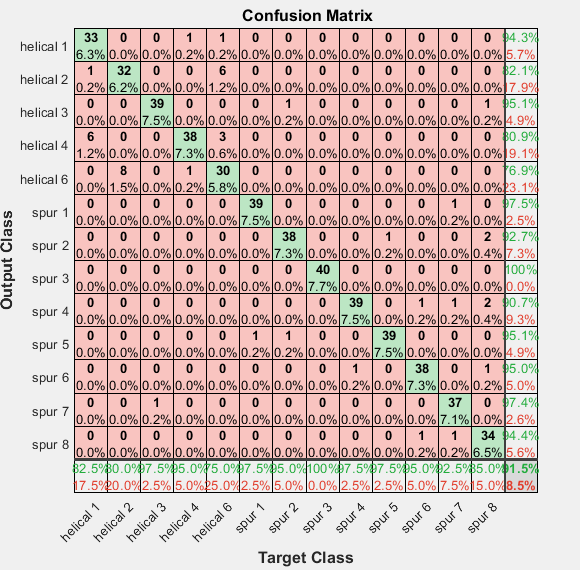 Confusion Matrix
helical 1 33 0 0 1 1 0 0 0 0 0 0 0 0 94.3%
6.3% 0.0% 0.0% 0.2% 0.2% 0.0% 0.0% 0.0% 0.0% 0.0% 0.0% 0.0% 0.0% 5.7%
helical 2 1 32 0 0 6 0 0 0 0 0 0 0 0 82.1%
0.2% 6.2% 0.0% 0.0% 1.2% 0.0% 0.0% 0.0% 0.0% 0.0% 0.0% 0.0% 0.0% 17.9%
helical 3 0 0 39 0 0 0 1 0 0 0 0 0 1 95.1%
0.0% 0.0% 7.5% 0.0% 0.0% 0.0% 0.2% 0.0% 0.0% 0.0% 0.0% 0.0% 0.2% 4.9%
helical 4 6 0 0 38 3 0 0 0 0 0 0 0 0 80.9%
1.2% 0.0% 0.0% 7.3% 0.6% 0.0% 0.0% 0.0% 0.0% 0.0% 0.0% 0.0% 0.0% 19.1%
helical 6 0 8 0 1 30 0 0 0 0 0 0 0 0 76.9%
0.0% 1.5% 0.0% 0.2% 5.8% 0.0% 0.0% 0.0% 0.0% 0.0% 0.0% 0.0% 0.0% 23.1%
spur 1 0 0 0 0 0 39 0 0 0 0 0 1 0 97.5%
0.0% 0.0% 0.0% 0.0% 0.0% 7.5% 0.0% 0.0% 0.0% 0.0% 0.0% 0.2% 0.0% 2.5%
spur 2 0 0 0 0 0 0 38 0 0 1 0 0 2 92.7%
0.0% 0.0% 0.0% 0.0% 0.0% 0.0% 7.3% 0.0% 0.0% 0.2% 0.0% 0.0% 0.4% 7.3%
spur 3 0 0 0 0 0 0 0 40 0 0 0 0 0 100%
0.0% 0.0% 0.0% 0.0% 0.0% 0.0% 0.0% 7.7% 0.0% 0.0% 0.0% 0.0% 0.0% 0.0%
spur 4 0 0 0 0 0 0 0 0 39 0 1 1 2 90.7%
0.0% 0.0% 0.0% 0.0% 0.0% 0.0% 0.0% 0.0% 7.5% 0.0% 0.2% 0.2% 0.4% 9.3%
spur 5 0 0 0 0 0 1 1 0 0 39 0 0 0 95.1%
0.0% 0.0% 0.0% 0.0% 0.0% 0.2% 0.2% 0.0% 0.0% 7.5% 0.0% 0.0% 0.0% 4.9%
spur 6 0 0 0 0 0 0 0 0 1 0 38 0 1 95.0%
0.0% 0.0% 0.0% 0.0% 0.0% 0.0% 0.0% 0.0% 0.2% 0.0% 7.3% 0.0% 0.2% 5.0%
spur 7 0 0 1 0 0 0 0 0 0 0 0 37 0 97.4%
0.0% 0.0% 0.2% 0.0% 0.0% 0.0% 0.0% 0.0% 0.0% 0.0% 0.0% 7.1% 0.0% 2.6%
spur 8 0 0 0 0 0 0 0 0 0 0 1 1 34 94.4%
0.0% 0.0% 0.0% 0.0% 0.0% 0.0% 0.0% 0.0% 0.0% 0.0% 0.2% 0.2% 6.5% 5.6%
82.5% 80.0% 97.5% 95.0% 75.0% 97.5% 95.0% 100% 97.5% 97.5% 95.0% 92.5% 85.0% 91.5%
17.5% 20.0% 2.5% 5.0% 25.0% 2.5% 5.0% 0.0% 2.5% 2.5% 5.0% 7.5% 15.0% 8.5%
helical 1 helical 2 helical 3 helical 4 helical 6 spur 1 spur 2 spur 3 spur 4 spur 5 spur 6 spur 7 spur 8
Target Class
Output Class